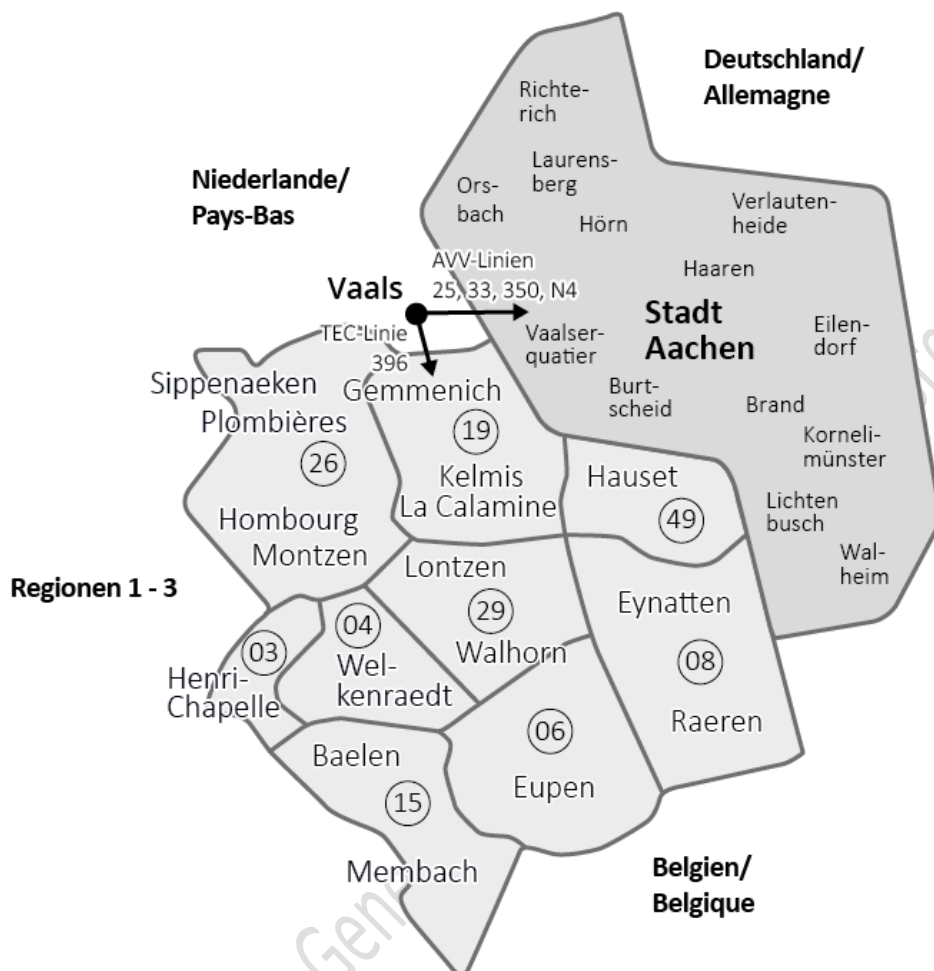 Deutschland/
Allemagne
Richte-
rich
Niederlande/
Pays-Bas
Laurens-
berg
Ors-
bach
Verlauten-
heide
Hörn
AVV-Linien
25, 33, 350, N4
Haaren
Vaals
Stadt
Aachen
TEC-Linie
396
Vaalser-
quatier
Eilen-
dorf
Sippenaeken
Plombières
26
Gemmenich
19
Burt-
scheid
Brand
Korneli-
münster
Kelmis
La Calamine
Hauset
49
Lichten
busch
Hombourg
Montzen
Wal-
heim
Regionen 1 - 3
Lontzen
29
Walhorn
Eynatten
08
Raeren
03
Henri-
Chapelle
04
Wel-
kenraedt
06
Eupen
Baelen
15
Membach
Belgien/
Belgique
Gene